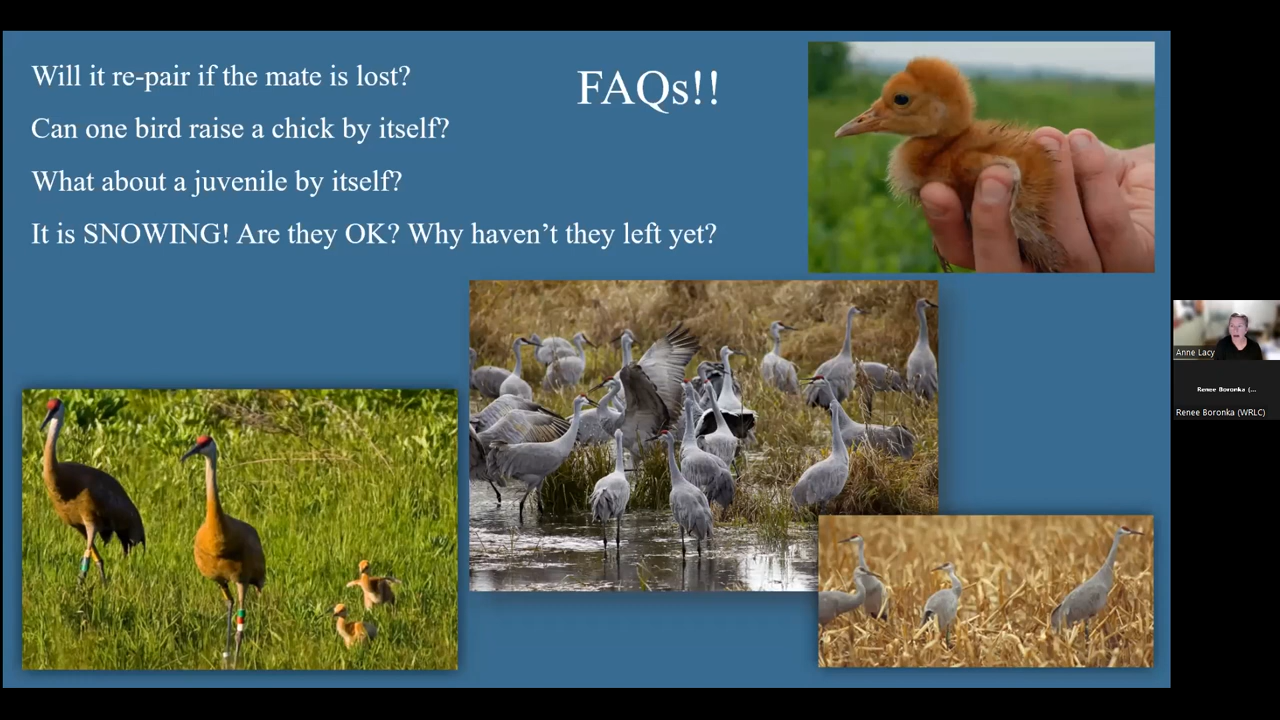 FAQs!!
Will it re-pair if the mate is lost?
Can one bird raise a chick by itself?
What about a juvenile by itself?
It is SNOWING! Are they OK? Why haven’t they left yet?
Anne Lacy
Renee Boronka (...
Renee Boronka (WRLC)